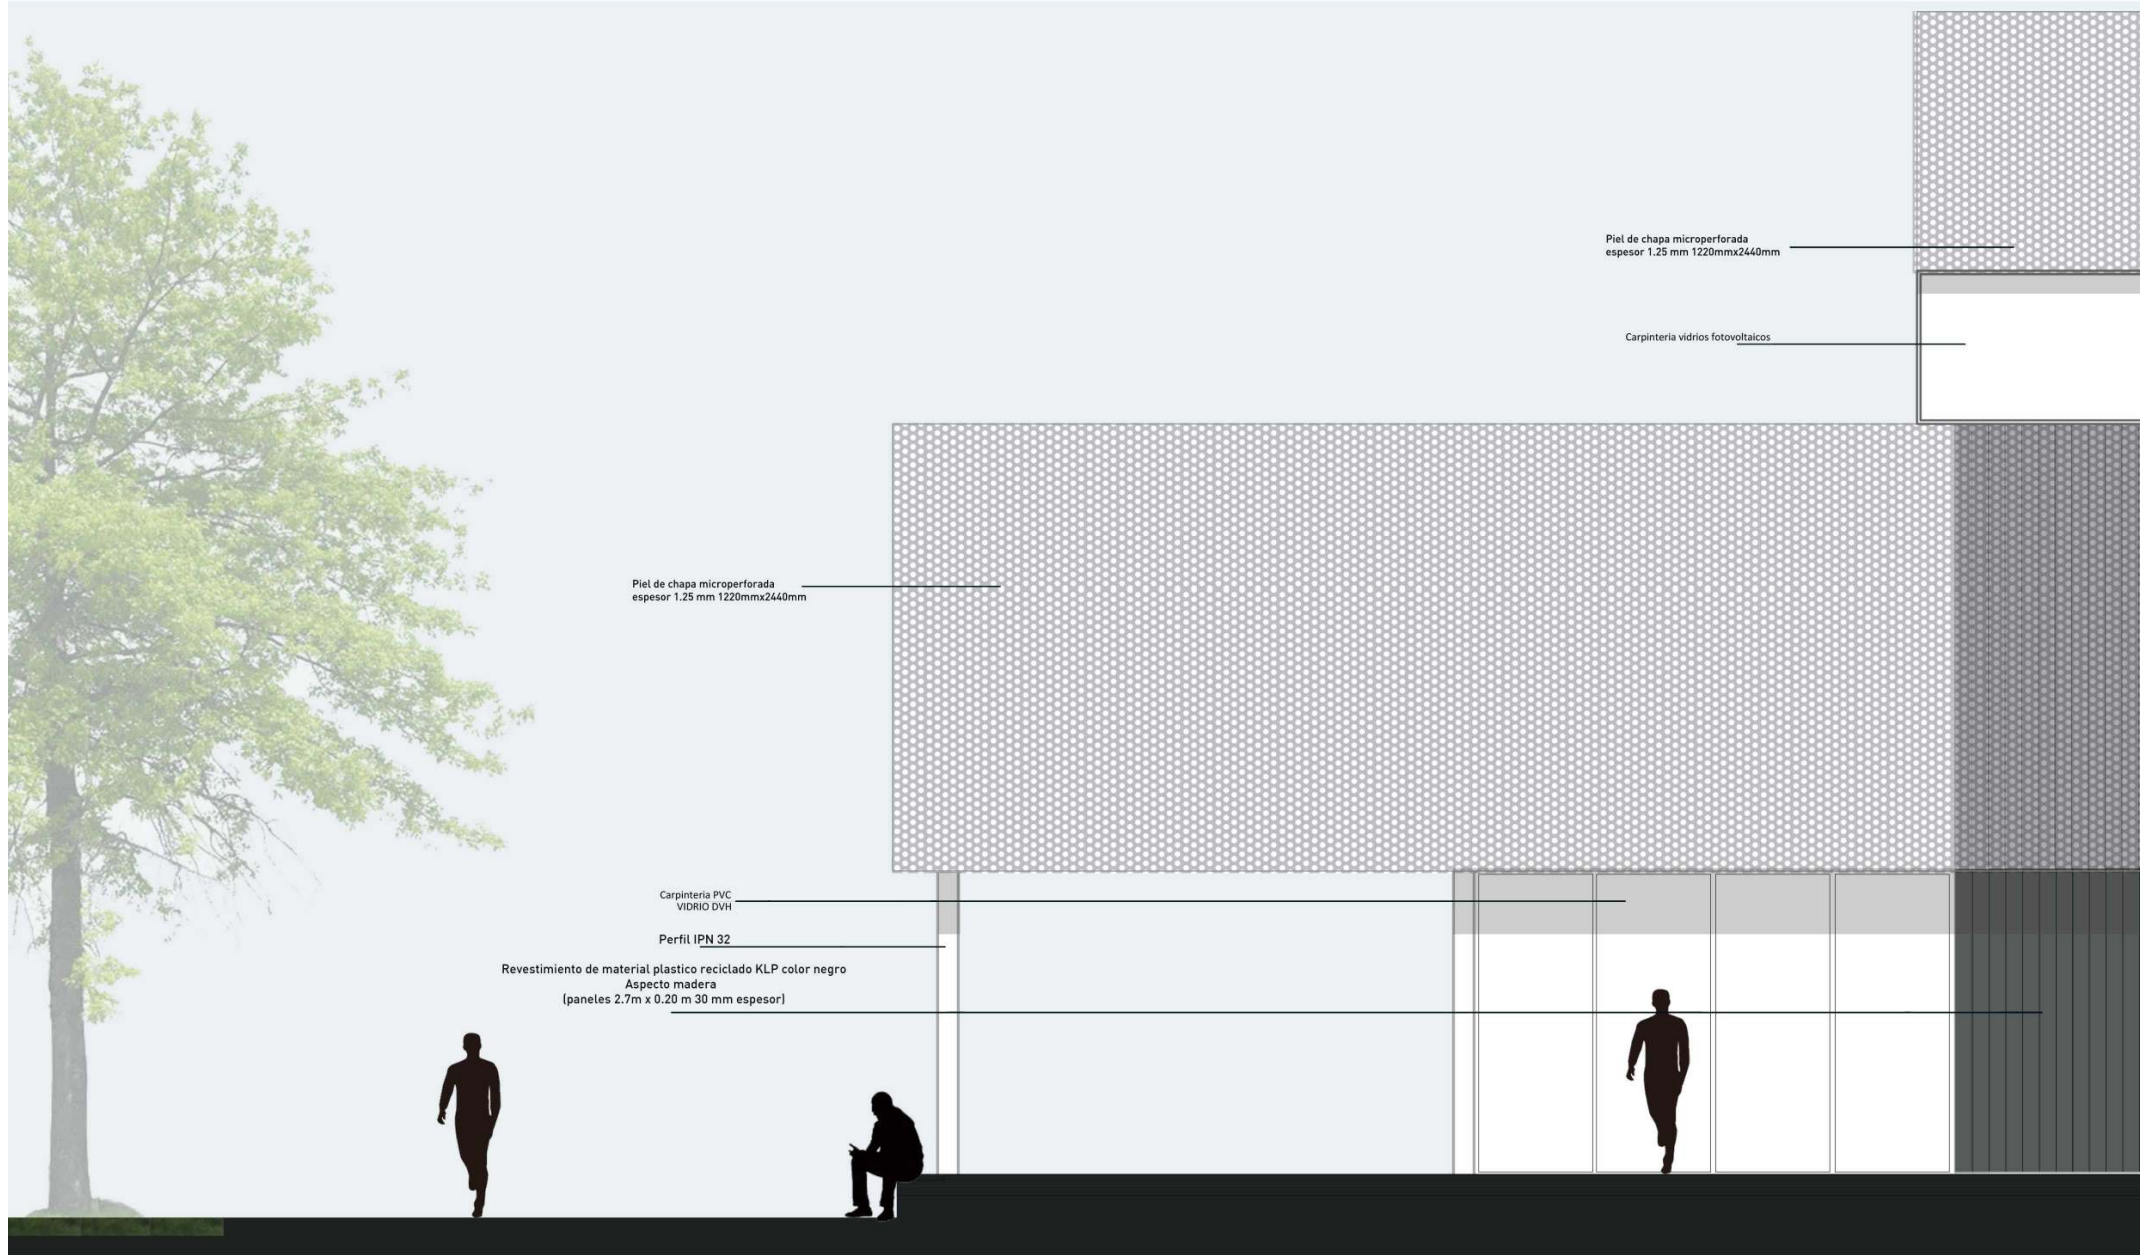 Piel de chapa microperforada
espesor 1.25 mm 1220mmx2440mm
Carpinteria vidrios fotovoltaicos
Piel de chapa microperforada
espesor 1.25 mm 1220mmx2440mm
Carpinteria PVC
VIDRIO DVH
Perfil IPN 32
Revestimiento de material plastico reciclado KLP color negro
Aspecto madera
(paneles 2.7m x 0.20 m 30 mm espesor)